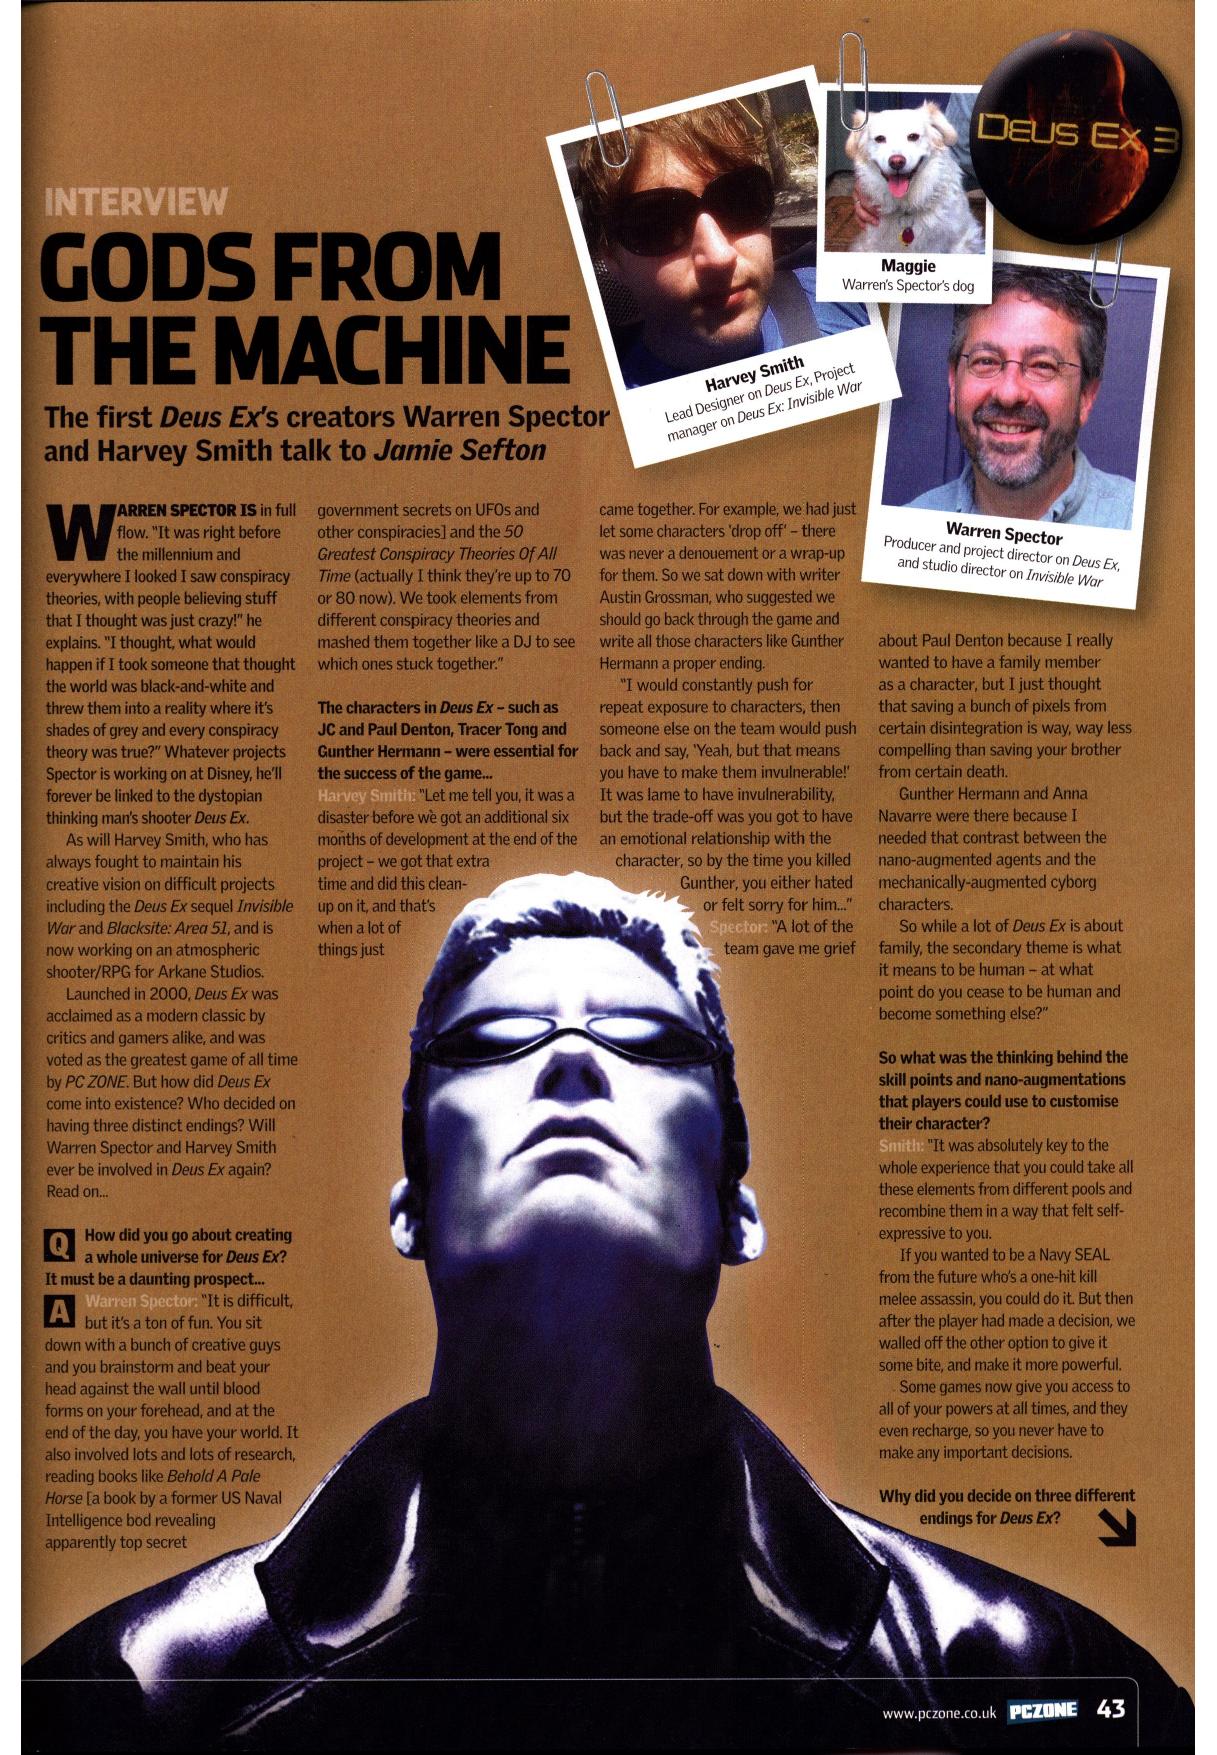 INTERVIEW
GODS FROM
THE MACHINE
The first Deus Ex's creators Warren Spector
and Harvey Smith talk to Jamie Sefton
DEUS EX 3
Harvey Smith
Lead Designer on Deus Ex, Project
manager on Deus Ex: Invisible War
Maggie
Warren's Spector's dog
Warren Spector
Producer and project director on Deus Ex,
and studio director on Invisible War
WARREN SPECTOR IS in full
flow. "It was right before
the millennium and
everywhere I looked I saw conspiracy
theories, with people believing stuff
that I thought was just crazy!" he
explains. "I thought, what would
happen if I took someone that thought
the world was black-and-white and
threw them into a reality where it's
shades of grey and every conspiracy
theory was true?" Whatever projects
Spector is working on at Disney, he'll
forever be linked to the dystopian
thinking man's shooter Deus Ex.
As will Harvey Smith, who has
always fought to maintain his
creative vision on difficult projects
including the Deus Ex sequel Invisible
War and Blacksite: Area 51, and is
now working on an atmospheric
shooter/RPG for Arkane Studios.
Launched in 2000, Deus Ex was
acclaimed as a modern classic by
critics and gamers alike, and was
voted as the greatest game of all time
by PC ZONE. But how did Deus Ex
come into existence? Who decided on
having three distinct endings? Will
Warren Spector and Harvey Smith
ever be involved in Deus Ex again?
Read on...
Q How did you go about creating
a whole universe for Deus Ex?
It must be a daunting prospect...
A Warren Spector: "It is difficult,
but it's a ton of fun. You sit
down with a bunch of creative guys
and you brainstorm and beat your
head against the wall until blood
forms on your forehead, and at the
end of the day, you have your world. It
also involved lots and lots of research,
reading books like Behold A Pale
Horse [a book by a former US Naval
Intelligence bod revealing
apparently top secret
government secrets on UFOs and
other conspiracies] and the 50
Greatest Conspiracy Theories Of All
Time (actually I think they're up to 70
or 80 now). We took elements from
different conspiracy theories and
mashed them together like a DJ to see
which ones stuck together."
The characters in Deus Ex – such as
JC and Paul Denton, Tracer Tong and
Gunther Hermann – were essential for
the success of the game...
Harvey Smith: "Let me tell you, it was a
disaster before we got an additional six
months of development at the end of the
project – we got that extra
time and did this clean-
up on it, and that's
when a lot of
things just
came together. For example, we had just
let some characters 'drop off' – there
was never a denouement or a wrap-up
for them. So we sat down with writer
Austin Grossman, who suggested we
should go back through the game and
write all those characters like Gunther
Hermann a proper ending.
"I would constantly push for
repeat exposure to characters, then
someone else on the team would push
back and say, 'Yeah, but that means
you have to make them invulnerable!'
It was lame to have invulnerability,
but the trade-off was you got to have
an emotional relationship with the
character, so by the time you killed
Gunther, you either hated
or felt sorry for him..."
Spector: "A lot of the
team gave me grief
about Paul Denton because I really
wanted to have a family member
as a character, but I just thought
that saving a bunch of pixels from
certain disintegration is way, way less
compelling than saving your brother
from certain death.
Gunther Hermann and Anna
Navarre were there because I
needed that contrast between the
nano-augmented agents and the
mechanically-augmented cyborg
characters.
So while a lot of Deus Ex is about
family, the secondary theme is what
it means to be human – at what
point do you cease to be human and
become something else?"
So what was the thinking behind the
skill points and nano-augmentations
that players could use to customise
their character?
Smith: "It was absolutely key to the
whole experience that you could take all
these elements from different pools and
recombine them in a way that felt self-
expressive to you.
If you wanted to be a Navy SEAL
from the future who's a one-hit kill
melee assassin, you could do it. But then
after the player had made a decision, we
walled off the other option to give it
some bite, and make it more powerful.
Some games now give you access to
all of your powers at all times, and they
even recharge, so you never have to
make any important decisions.
Why did you decide on three different
endings for Deus Ex?
www.pczone.co.uk PCZONE 43